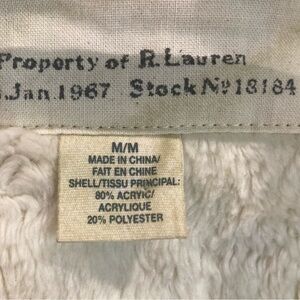 Property of R.Lauren
Jan.1967 Stock Nº18184
M/M
MADE IN CHINA/
FAIT EN CHINE
SHELL/TISSU PRINCIPAL:
80% ACRYLIC/
ACRYLIQUE
20% POLYESTER